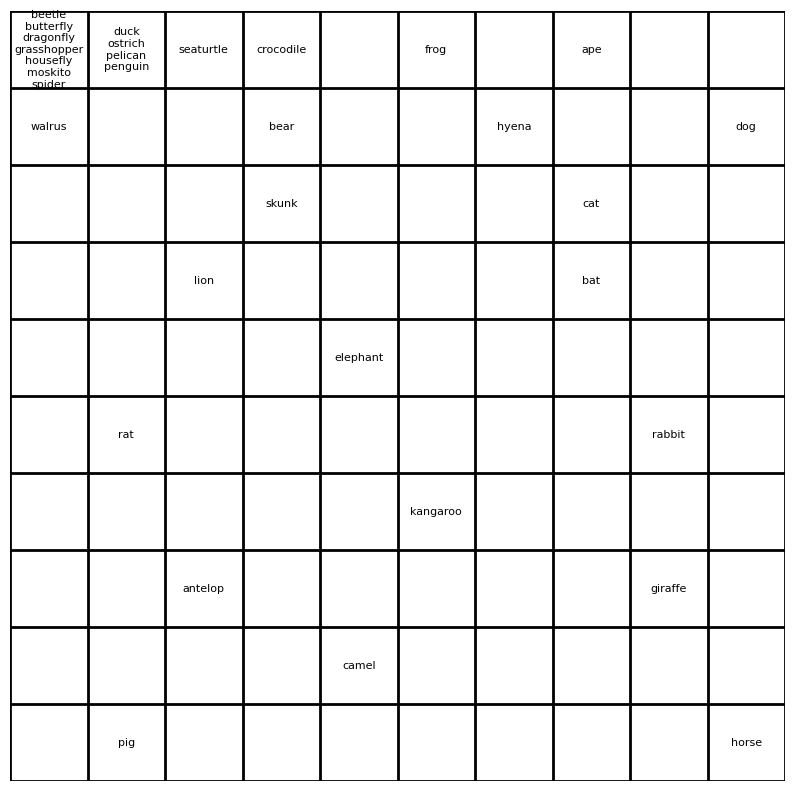 beetle
butterfly
dragonfly
grasshopper
housefly
moskito
spider
duck
ostrich
pelican
penguin
seaturtle
crocodile
frog
ape
walrus
bear
hyena
dog
skunk
cat
lion
bat
elephant
rat
rabbit
kangaroo
antelop
giraffe
camel
pig
horse